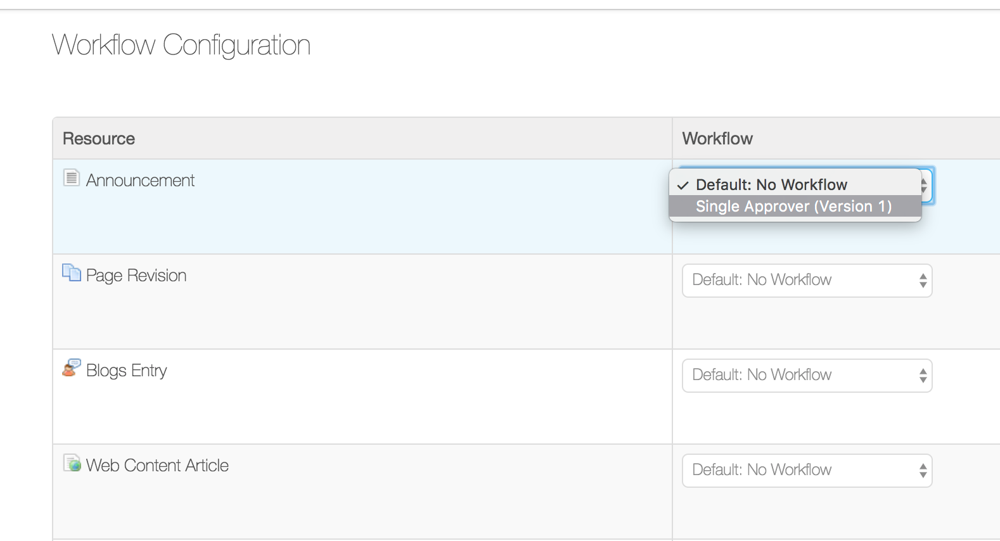 Workflow Configuration
Resource
Workflow
Announcement
✓ Default: No Workflow
Single Approver (Version 1)
Page Revision
Default: No Workflow
Blogs Entry
Default: No Workflow
Web Content Article
Default: No Workflow